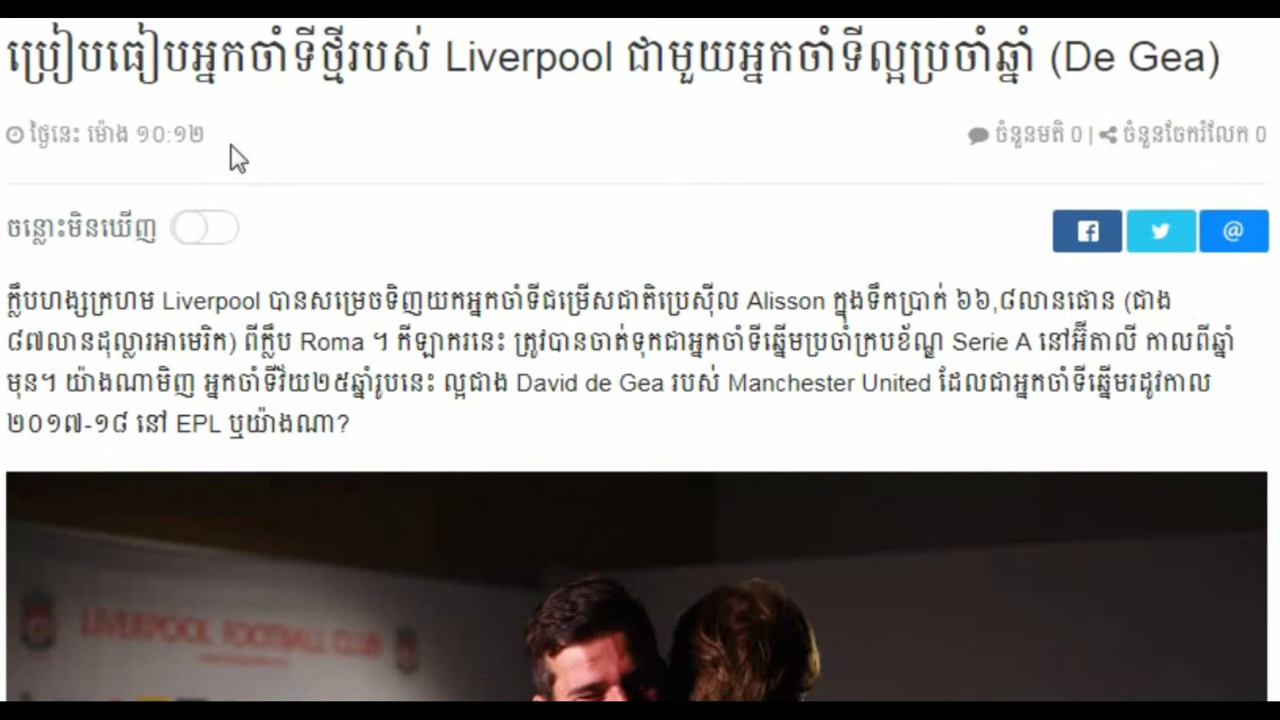 ប្រៀបធៀបអ្នកចាំទីថ្មីរបស់ Liverpool ជាមួយអ្នកចាំទីល្អប្រចាំឆ្នាំ (De Gea)
ថ្ងៃនេះ ម៉ោង ១០:១២
ចំនួនមតិ 0 | ចំនួនចែករំលែក 0
ចន្លោះមិនឃើញ
ក្លឹបហង្សក្រហម Liverpool បានសម្រេចទិញយកអ្នកចាំទីជម្រើសជាតិប្រេស៊ីល Alisson ក្នុងទឹកប្រាក់ ៦៦,៨លានផោន (ជាង
៨៧លានដុល្លារអាមេរិក) ពីក្លឹប Roma ។ កីឡាករនេះ ត្រូវបានចាត់ទុកជាអ្នកចាំទីឆ្នើមប្រចាំក្របខ័ណ្ឌ Serie A នៅអ៊ីតាលី កាលពីឆ្នាំ
មុន។ យ៉ាងណាមិញ អ្នកចាំទីវ័យ២៥ឆ្នាំរូបនេះ ល្អជាង David de Gea របស់ Manchester United ដែលជាអ្នកចាំទីឆ្នើមរដូវកាល
២០១៧-១៨ នៅ EPL ឬយ៉ាងណា?
LIVERPOOL FOOTBALL CLUB